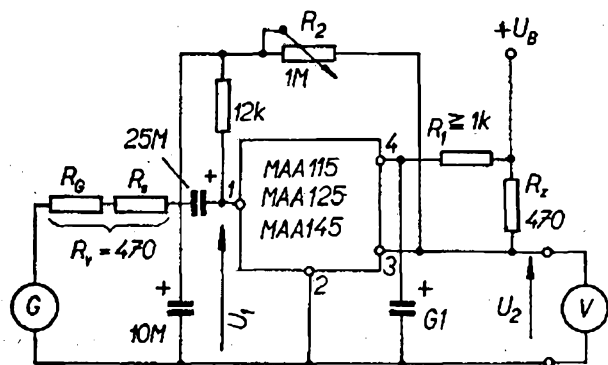 R2
1M
+UB
12k
25M
+
1
MAA115
MAA125
MAA145
4
R1 ≧ 1k
RG
Rs
Rz
470
Rv = 470
3
2
+
10M
U1
+
G1
U2
G
V